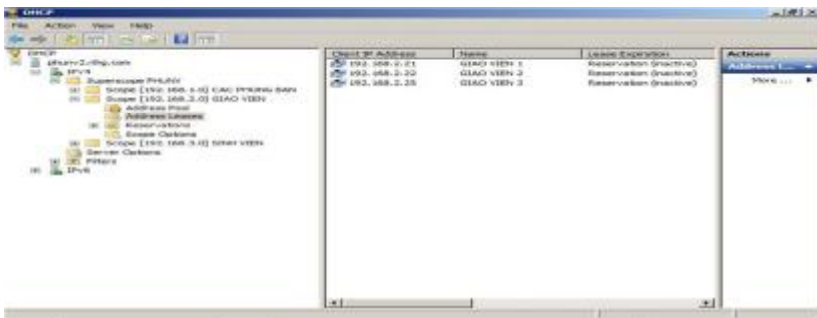 DHCP
File Action View Help
DHCP
phuny2.nhp.com
IPv4
Superscope PHUNY
Scope [192.168.1.0] CAC PHONG BAN
Scope [192.168.2.0] GIAO VIEN
Address Pool
Address Leases
Reservations
Scope Options
Scope [192.168.3.0] SINH VIEN
Server Options
Filters
IPv6
Client IP Address Name Lease Expiration
192.168.2.21 GIAO VIEN 1 Reservation (inactive)
192.168.2.22 GIAO VIEN 2 Reservation (inactive)
192.168.2.23 GIAO VIEN 3 Reservation (inactive)
Actions
Address L...
More ...